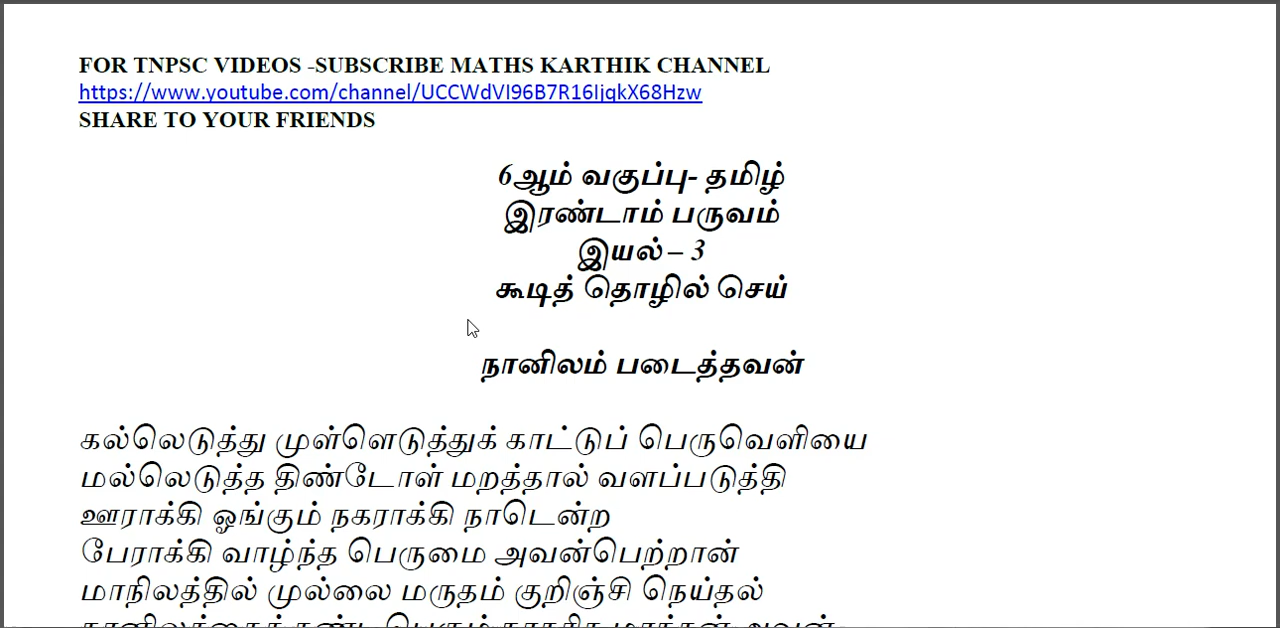 FOR TNPSC VIDEOS -SUBSCRIBE MATHS KARTHIK CHANNEL
https://www.youtube.com/channel/UCCWdVI96B7R16IjqkX68Hzw
SHARE TO YOUR FRIENDS
6ஆம் வகுப்பு- தமிழ்
இரண்டாம் பருவம்
இயல் – 3
கூடித் தொழில் செய்
நானிலம் படைத்தவன்
கல்லெடுத்து முள்ளெடுத்துக் காட்டுப் பெருவெளியை
மல்லெடுத்த திண்டோள் மறத்தால் வளப்படுத்தி
ஊராக்கி ஓங்கும் நகராக்கி நாடென்ற
பேராக்கி வாழ்ந்த பெருமை அவன்பெற்றான்
மாநிலத்தில் முல்லை மருதம் குறிஞ்சி நெய்தல்